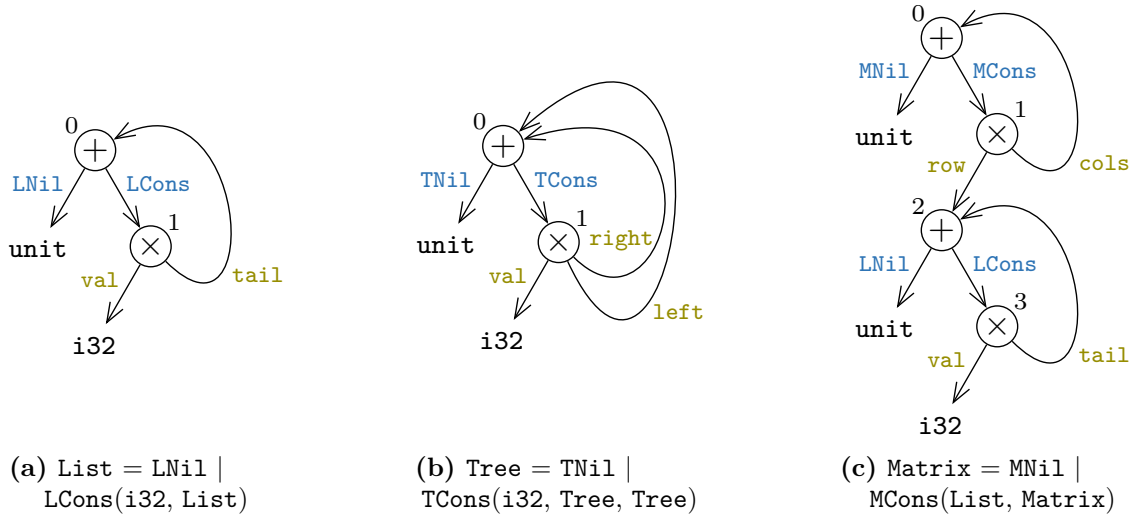 0
+
LNil LCons
1
unit
×
val tail
i32
(a) List = LNil |
LCons(i32, List)
0
+
TNil TCons
1
unit
×
right
val
left
i32
(b) Tree = TNil |
TCons(i32, Tree, Tree)
0
+
MNil MCons
1
unit
×
row cols
2
+
LNil LCons
3
unit
×
val tail
i32
(c) Matrix = MNil |
MCons(List, Matrix)